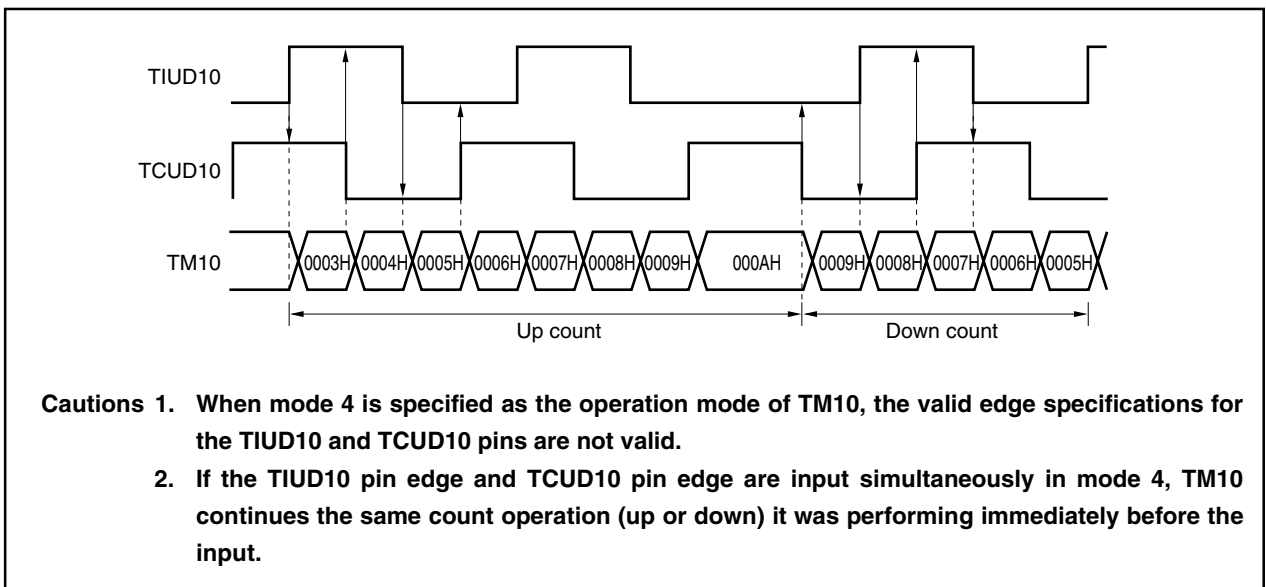 TIUD10
TCUD10
TM10
0003H 0004H 0005H 0006H 0007H 0008H 0009H 000AH 0009H 0008H 0007H 0006H 0005H
Up count Down count
Cautions 1. When mode 4 is specified as the operation mode of TM10, the valid edge specifications for
the TIUD10 and TCUD10 pins are not valid.
2. If the TIUD10 pin edge and TCUD10 pin edge are input simultaneously in mode 4, TM10
continues the same count operation (up or down) it was performing immediately before the
input.